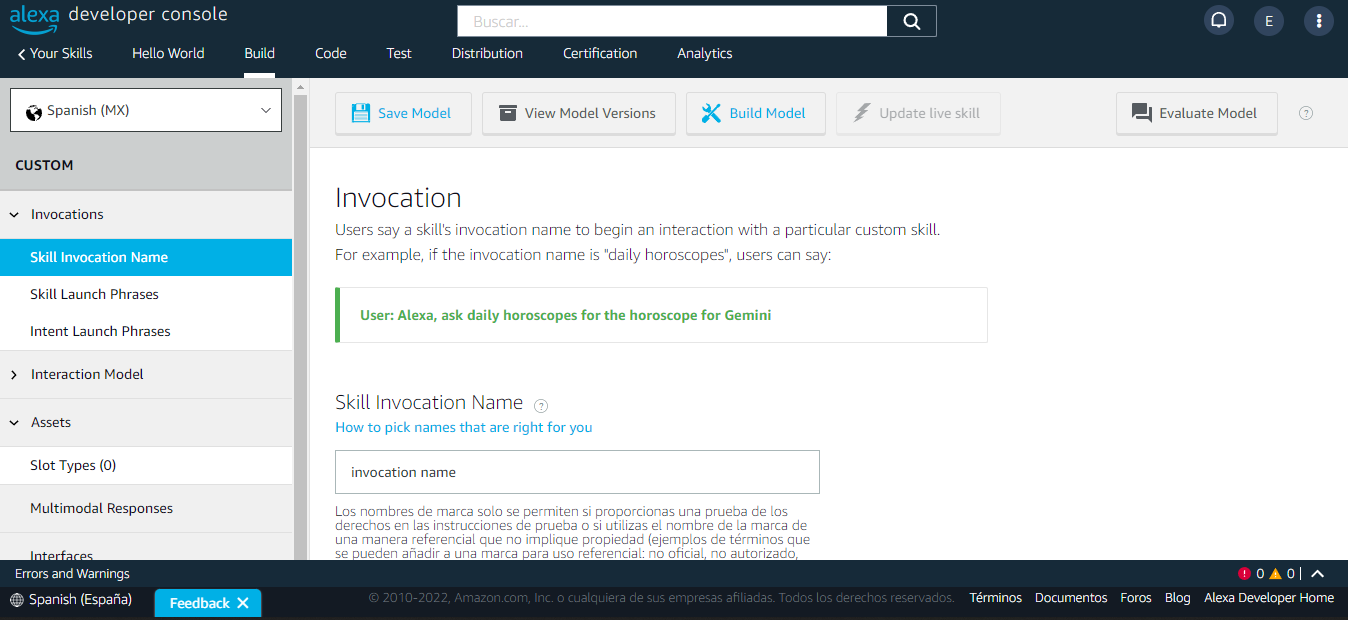 alexa developer console
Buscar...
E
Your Skills Hello World Build Code Test Distribution Certification Analytics
Spanish (MX)
Save Model View Model Versions Build Model Update live skill Evaluate Model ?
CUSTOM
Invocations
Skill Invocation Name
Skill Launch Phrases
Intent Launch Phrases
Interaction Model
Assets
Slot Types (0)
Multimodal Responses
Interfaces
Invocation
Users say a skill's invocation name to begin an interaction with a particular custom skill.
For example, if the invocation name is "daily horoscopes", users can say:
User: Alexa, ask daily horoscopes for the horoscope for Gemini
Skill Invocation Name ?
How to pick names that are right for you
invocation name
Los nombres de marca solo se permiten si proporcionas una prueba de los
derechos en las instrucciones de prueba o si utilizas el nombre de la marca de
una manera referencial que no implique propiedad (ejemplos de términos que
se pueden añadir a una marca para uso referencial: no oficial, no autorizado,
Errors and Warnings 0 0
Spanish (España) Feedback © 2010-2022, Amazon.com, Inc. o cualquiera de sus empresas afiliadas. Todos los derechos reservados. Términos Documentos Foros Blog Alexa Developer Home